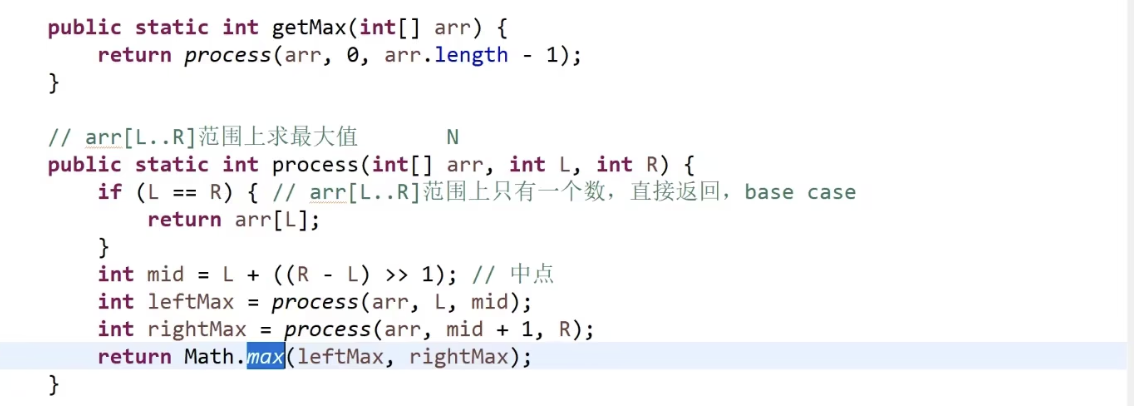 public static int getMax(int[] arr) {
return process(arr, 0, arr.length - 1);
}
// arr[L..R]范围上求最大值 N
public static int process(int[] arr, int L, int R) {
if (L == R) { // arr[L..R]范围上只有一个数，直接返回，base case
return arr[L];
}
int mid = L + ((R - L) >> 1); // 中点
int leftMax = process(arr, L, mid);
int rightMax = process(arr, mid + 1, R);
return Math.max(leftMax, rightMax);
}